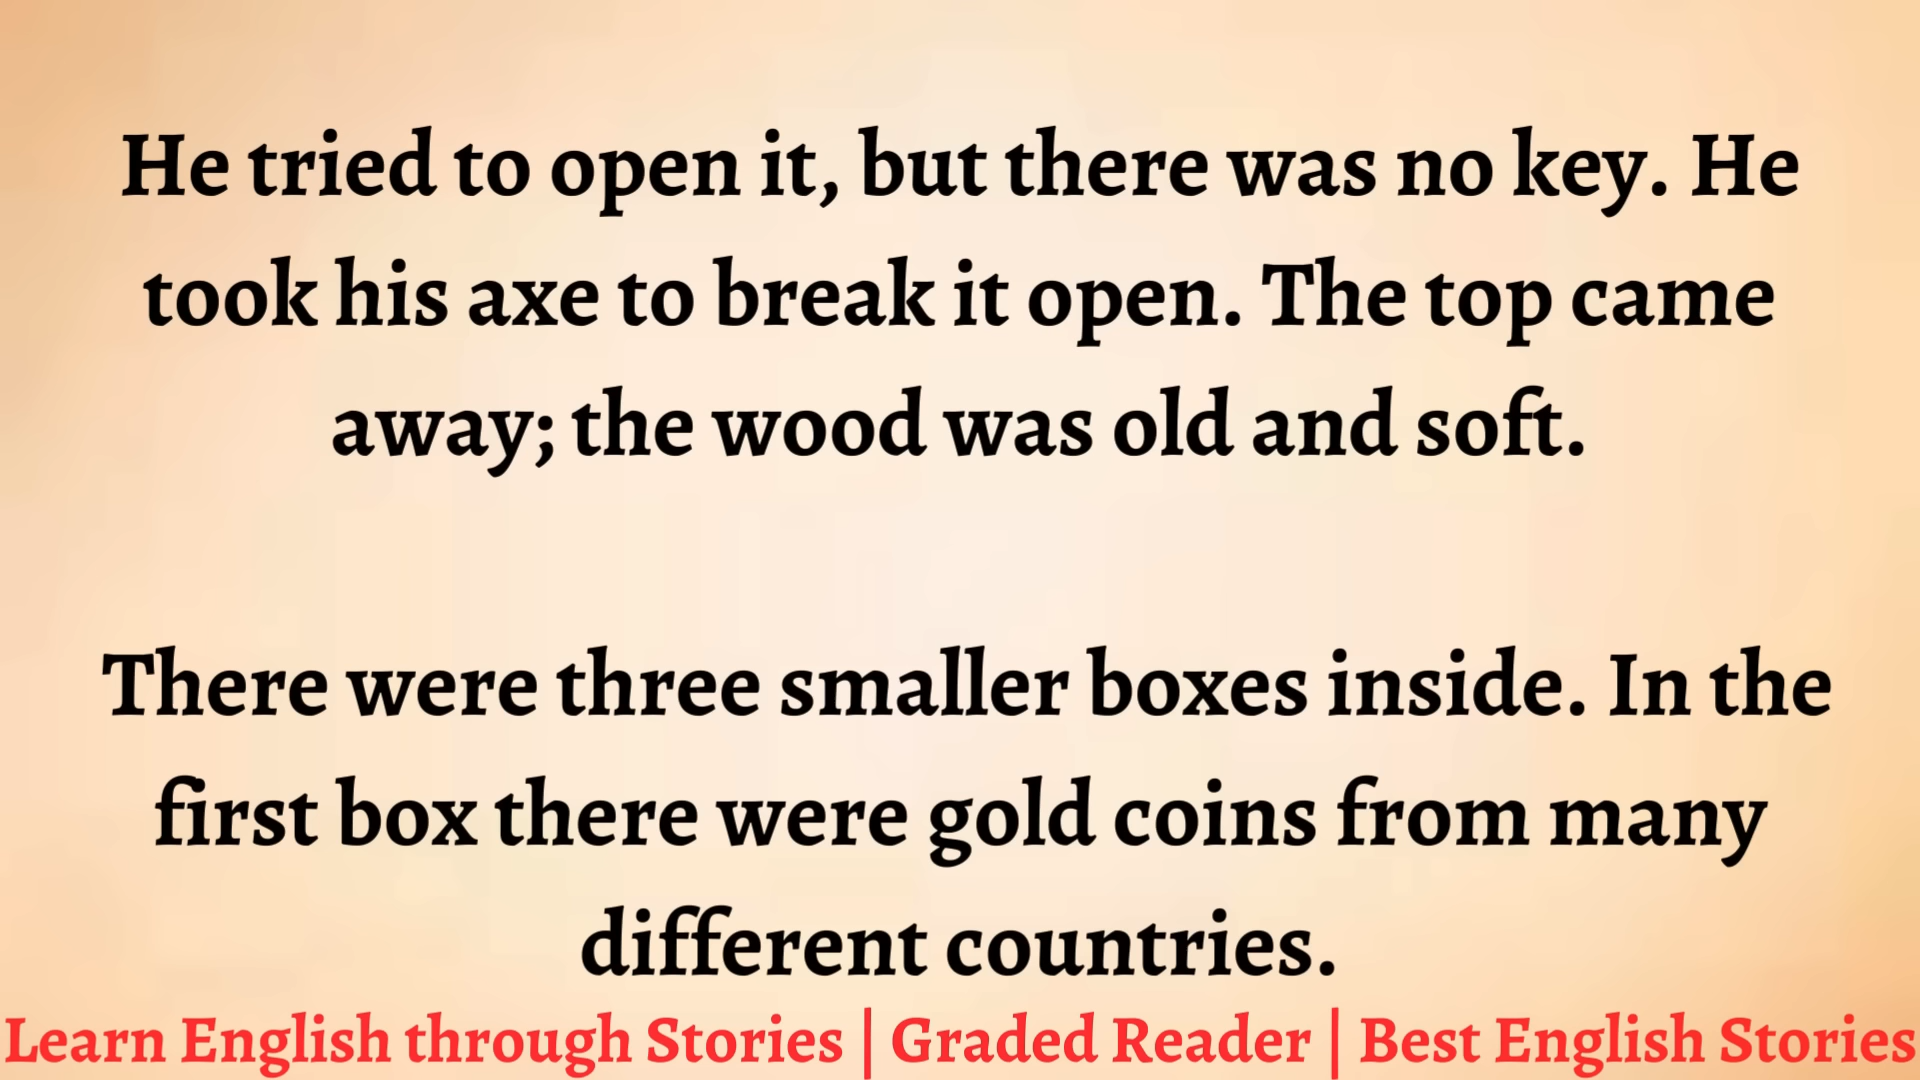 He tried to open it, but there was no key. He
took his axe to break it open. The top came
away; the wood was old and soft.
There were three smaller boxes inside. In the
first box there were gold coins from many
different countries.
Learn English through Stories | Graded Reader | Best English Stories